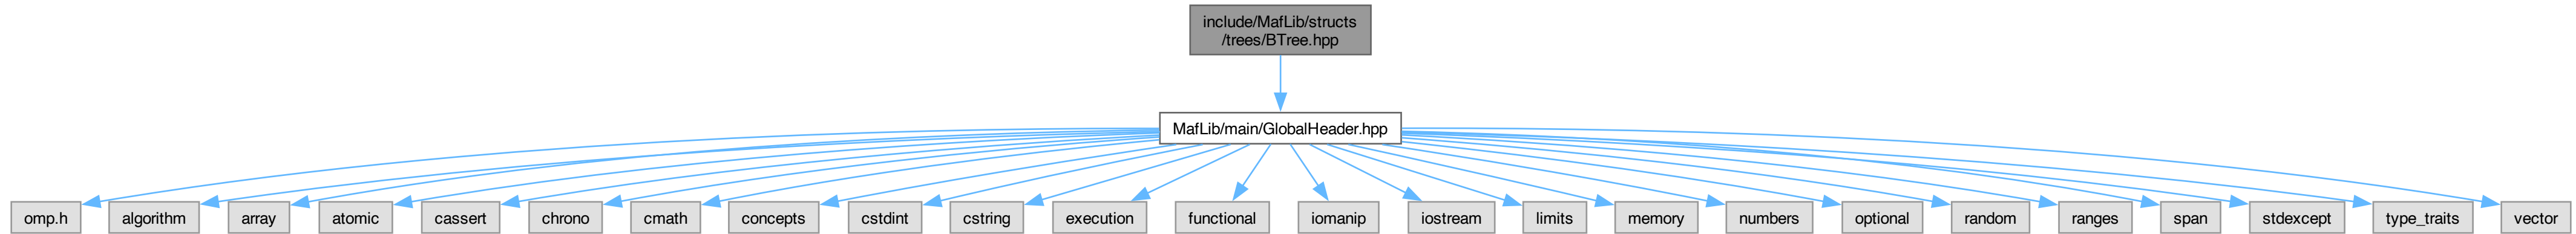 include/MafLib/structs
/trees/BTree.hpp
MafLib/main/GlobalHeader.hpp
omp.h
algorithm
array
atomic
cassert
chrono
cmath
concepts
cstdint
cstring
execution
functional
iomanip
iostream
limits
memory
numbers
optional
random
ranges
span
stdexcept
type_traits
vector